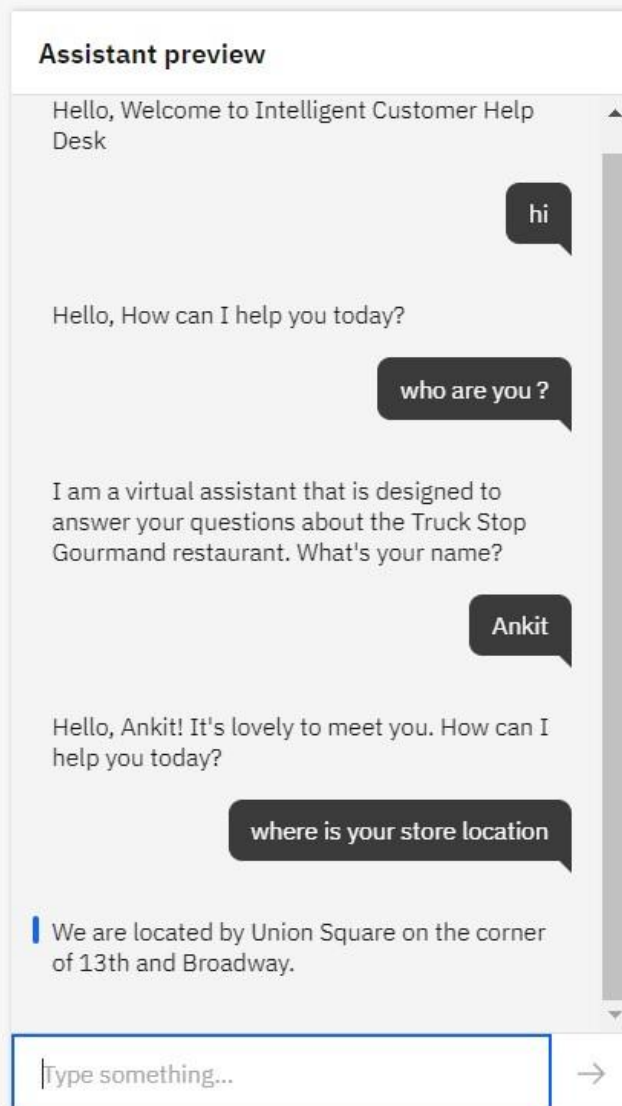 Assistant preview
Hello, Welcome to Intelligent Customer Help
Desk
hi
Hello, How can I help you today?
who are you ?
I am a virtual assistant that is designed to
answer your questions about the Truck Stop
Gourmand restaurant. What's your name?
Ankit
Hello, Ankit! It's lovely to meet you. How can I
help you today?
where is your store location
We are located by Union Square on the corner
of 13th and Broadway.
Type something...